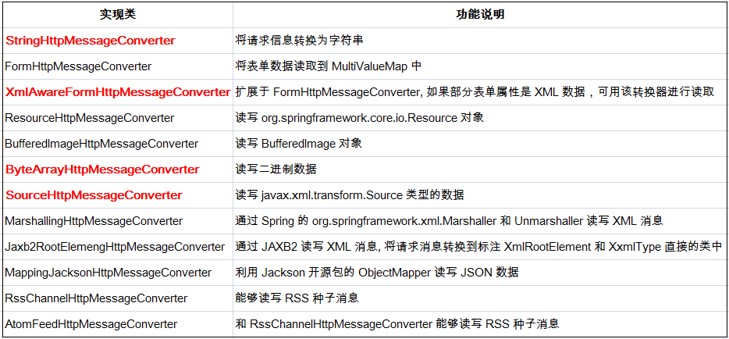 实现类 功能说明
StringHttpMessageConverter 将请求信息转换为字符串
FormHttpMessageConverter 将表单数据读取到 MultiValueMap 中
XmlAwareFormHttpMessageConverter 扩展于 FormHttpMessageConverter, 如果部分表单属性是 XML 数据，可用该转换器进行读取
ResourceHttpMessageConverter 读写 org.springframework.core.io.Resource 对象
BufferedImageHttpMessageConverter 读写 BufferedImage 对象
ByteArrayHttpMessageConverter 读写二进制数据
SourceHttpMessageConverter 读写 javax.xml.transform.Source 类型的数据
MarshallingHttpMessageConverter 通过 Spring 的 org.springframework.xml.Marshaller 和 Unmarshaller 读写 XML 消息
Jaxb2RootElemengHttpMessageConverter 通过 JAXB2 读写 XML 消息, 将请求消息转换到标注 XmlRootElement 和 XxmlType 直接的类中
MappingJacksonHttpMessageConverter 利用 Jackson 开源包的 ObjectMapper 读写 JSON 数据
RssChannelHttpMessageConverter 能够读写 RSS 种子消息
AtomFeedHttpMessageConverter 和 RssChannelHttpMessageConverter 能够读写 RSS 种子消息